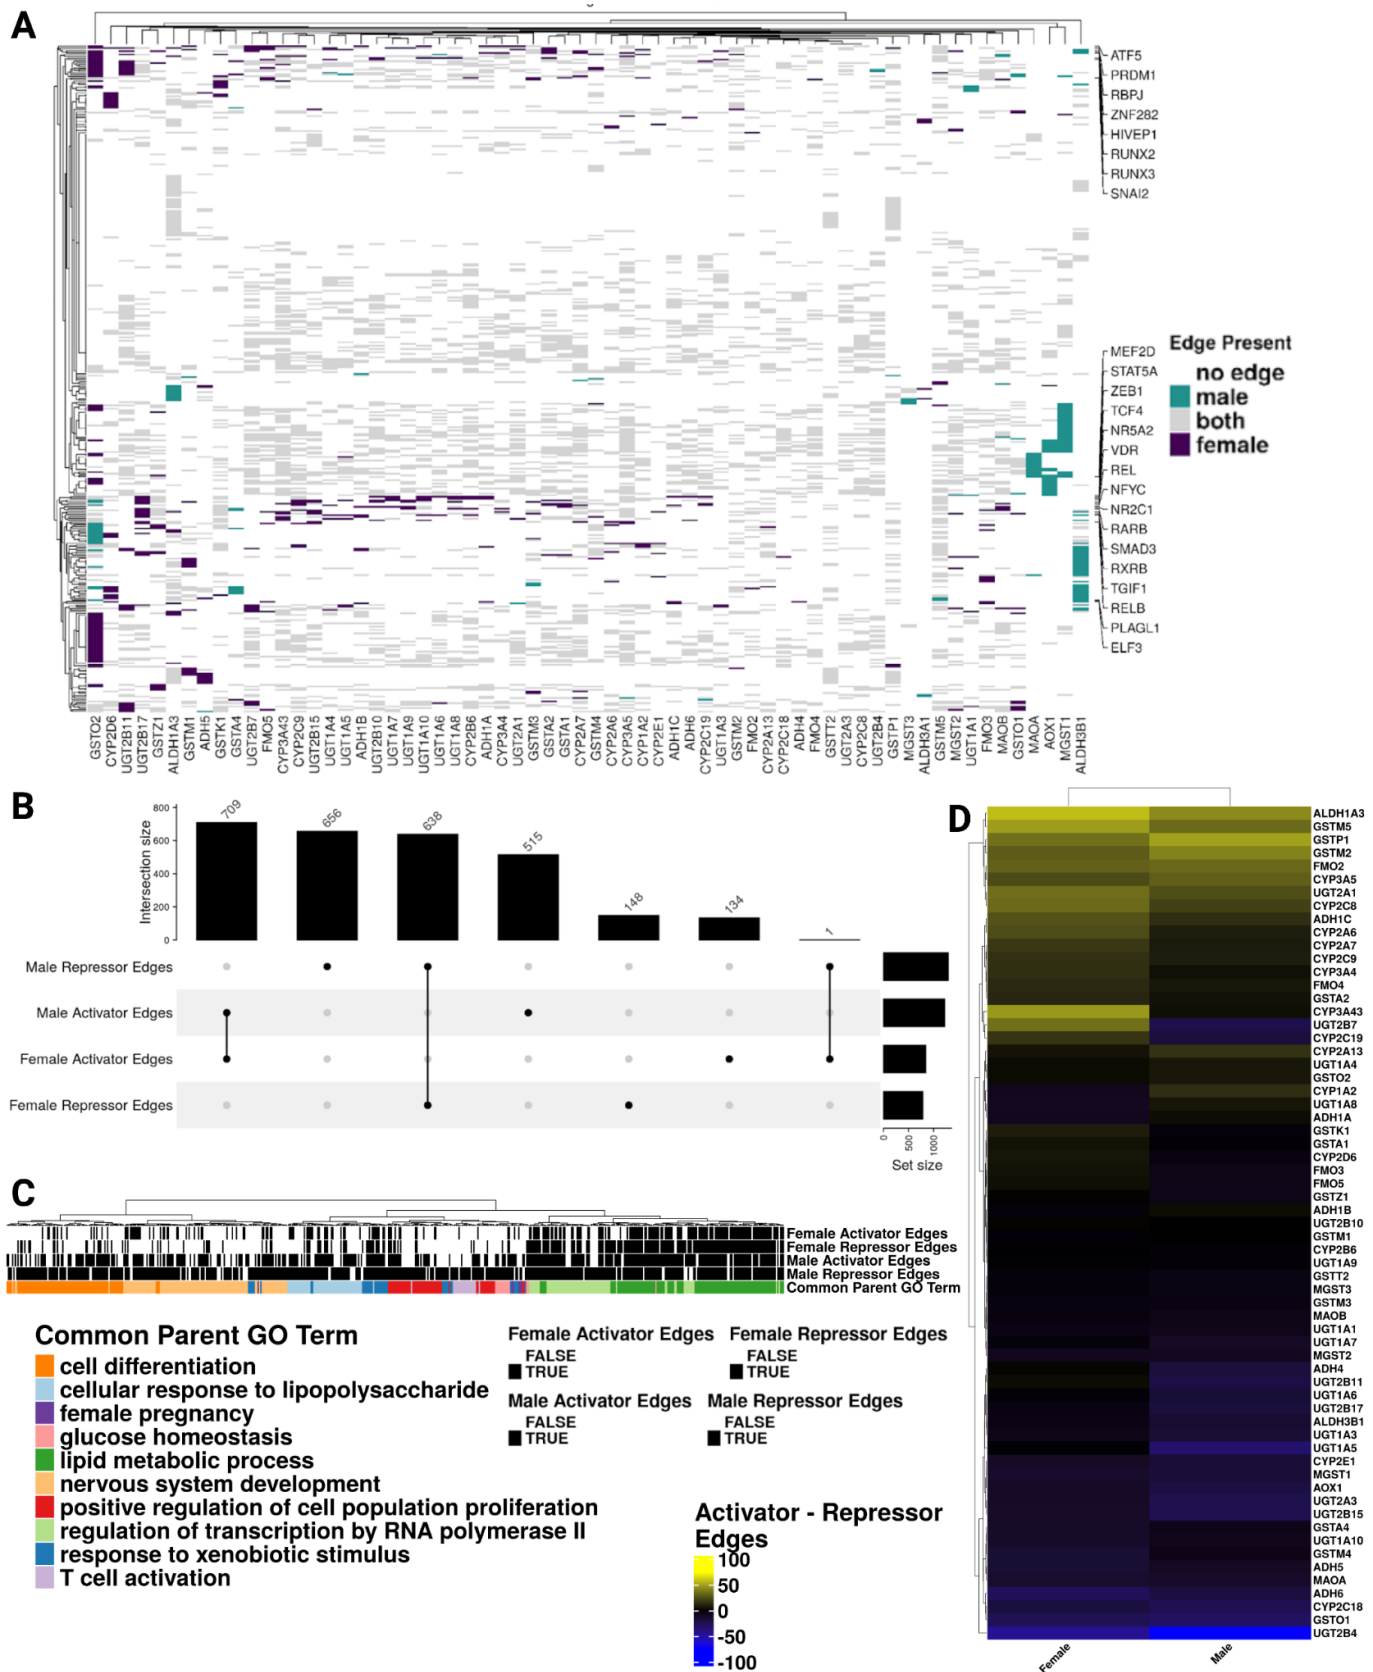 A
ATF5
PRDM1
RBPJ
ZNF282
HIVEP1
RUNX2
RUNX3
SNAI2
MEF2D
STAT5A
ZEB1
TCF4
NR5A2
VDR
REL
NFYC
NR2C1
RARB
SMAD3
RXRB
TGIF1
RELB
PLAGL1
ELF3
Edge Present
no edge
male
both
female
GSTO2
CYP2D6
UGT2B11
UGT2B17
GSTZ1
ALDH1A3
GSTM1
ADH5
GSTK1
GSTA4
UGT2B7
FMO5
CYP3A43
CYP2C9
UGT2B15
UGT1A4
UGT1A5
ADH1B
UGT2B10
UGT1A7
UGT1A9
UGT1A10
UGT1A6
UGT1A8
CYP2B6
ADH1A
CYP3A4
UGT2A1
GSTM3
GSTA2
GSTA1
CYP2A7
GSTM4
CYP2A6
CYP3A5
CYP1A2
CYP2E1
ADH1C
ADH6
CYP2C19
UGT1A3
GSTM2
FMO2
CYP2A13
CYP2C18
ADH4
FMO4
GSTT2
UGT2A3
CYP2C8
UGT2B4
GSTP1
MGST3
ALDH3A1
GSTM5
MGST2
UGT1A1
FMO3
MAOB
GSTO1
MAOA
AOX1
MGST1
ALDH3B1
B
Intersection size
800
600
400
200
0
709
656
638
515
148
134
1
Male Repressor Edges
Male Activator Edges
Female Activator Edges
Female Repressor Edges
0
500
1000
Set size
C
Female Activator Edges
Female Repressor Edges
Male Activator Edges
Male Repressor Edges
Common Parent GO Term
Common Parent GO Term
cell differentiation
cellular response to lipopolysaccharide
female pregnancy
glucose homeostasis
lipid metabolic process
nervous system development
positive regulation of cell population proliferation
regulation of transcription by RNA polymerase II
response to xenobiotic stimulus
T cell activation
Female Activator Edges
FALSE
TRUE
Female Repressor Edges
FALSE
TRUE
Male Activator Edges
FALSE
TRUE
Male Repressor Edges
FALSE
TRUE
Activator - Repressor
Edges
100
50
0
-50
-100
D
ALDH1A3
GSTM5
GSTP1
GSTM2
FMO2
CYP3A5
UGT2A1
CYP2C8
ADH1C
CYP2A6
CYP2A7
CYP2C9
CYP3A4
FMO4
GSTA2
CYP3A43
UGT2B7
CYP2C19
CYP2A13
UGT1A4
GSTO2
CYP1A2
UGT1A8
ADH1A
GSTK1
GSTA1
CYP2D6
FMO3
FMO5
GSTZ1
ADH1B
UGT2B10
GSTM1
CYP2B6
UGT1A9
GSTT2
MGST3
GSTM3
MAOB
UGT1A1
UGT1A7
MGST2
ADH4
UGT2B11
UGT1A6
UGT2B17
ALDH3B1
UGT1A3
UGT1A5
CYP2E1
MGST1
AOX1
UGT2A3
UGT2B15
GSTA4
UGT1A10
GSTM4
ADH5
MAOA
ADH6
CYP2C18
GSTO1
UGT2B4
Female
Male